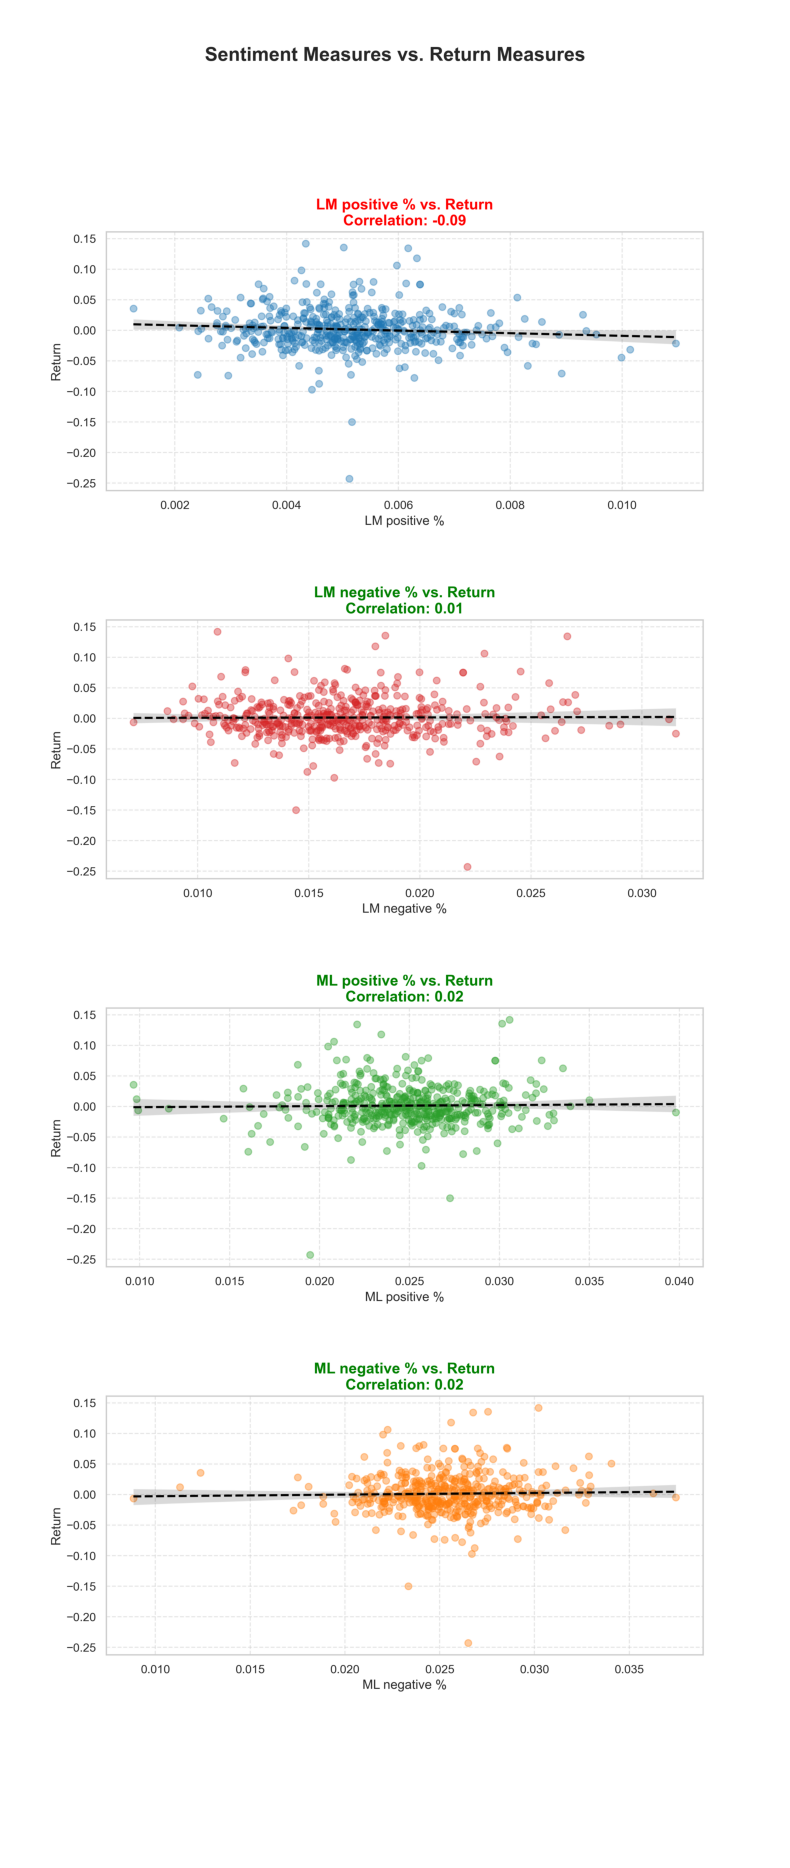 Sentiment Measures vs. Return Measures
LM positive % vs. Return
Correlation: -0.09
0.15
0.10
0.05
0.00
−0.05
−0.10
−0.15
−0.20
−0.25
Return
0.002 0.004 0.006 0.008 0.010
LM positive %
LM negative % vs. Return
Correlation: 0.01
0.15
0.10
0.05
0.00
−0.05
−0.10
−0.15
−0.20
−0.25
Return
0.010 0.015 0.020 0.025 0.030
LM negative %
ML positive % vs. Return
Correlation: 0.02
0.15
0.10
0.05
0.00
−0.05
−0.10
−0.15
−0.20
−0.25
Return
0.010 0.015 0.020 0.025 0.030 0.035 0.040
ML positive %
ML negative % vs. Return
Correlation: 0.02
0.15
0.10
0.05
0.00
−0.05
−0.10
−0.15
−0.20
−0.25
Return
0.010 0.015 0.020 0.025 0.030 0.035
ML negative %